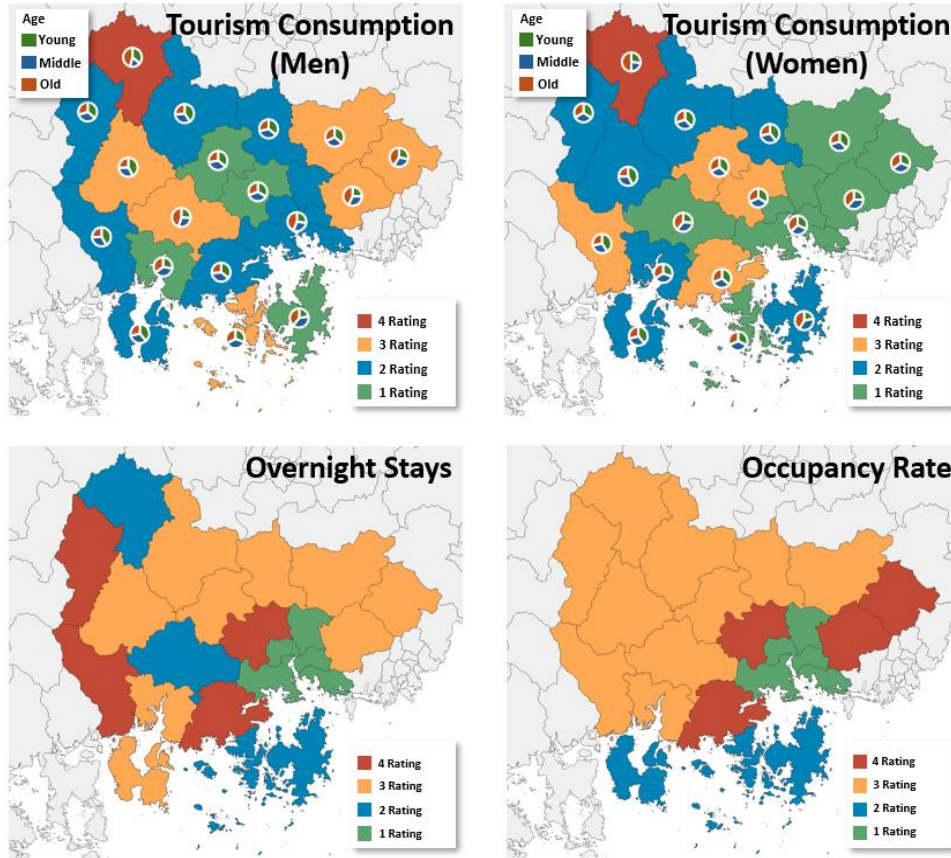 Age
Young
Middle
Old
Tourism Consumption
(Men)
4 Rating
3 Rating
2 Rating
1 Rating
Age
Young
Middle
Old
Tourism Consumption
(Women)
4 Rating
3 Rating
2 Rating
1 Rating
Overnight Stays
4 Rating
3 Rating
2 Rating
1 Rating
Occupancy Rate
4 Rating
3 Rating
2 Rating
1 Rating